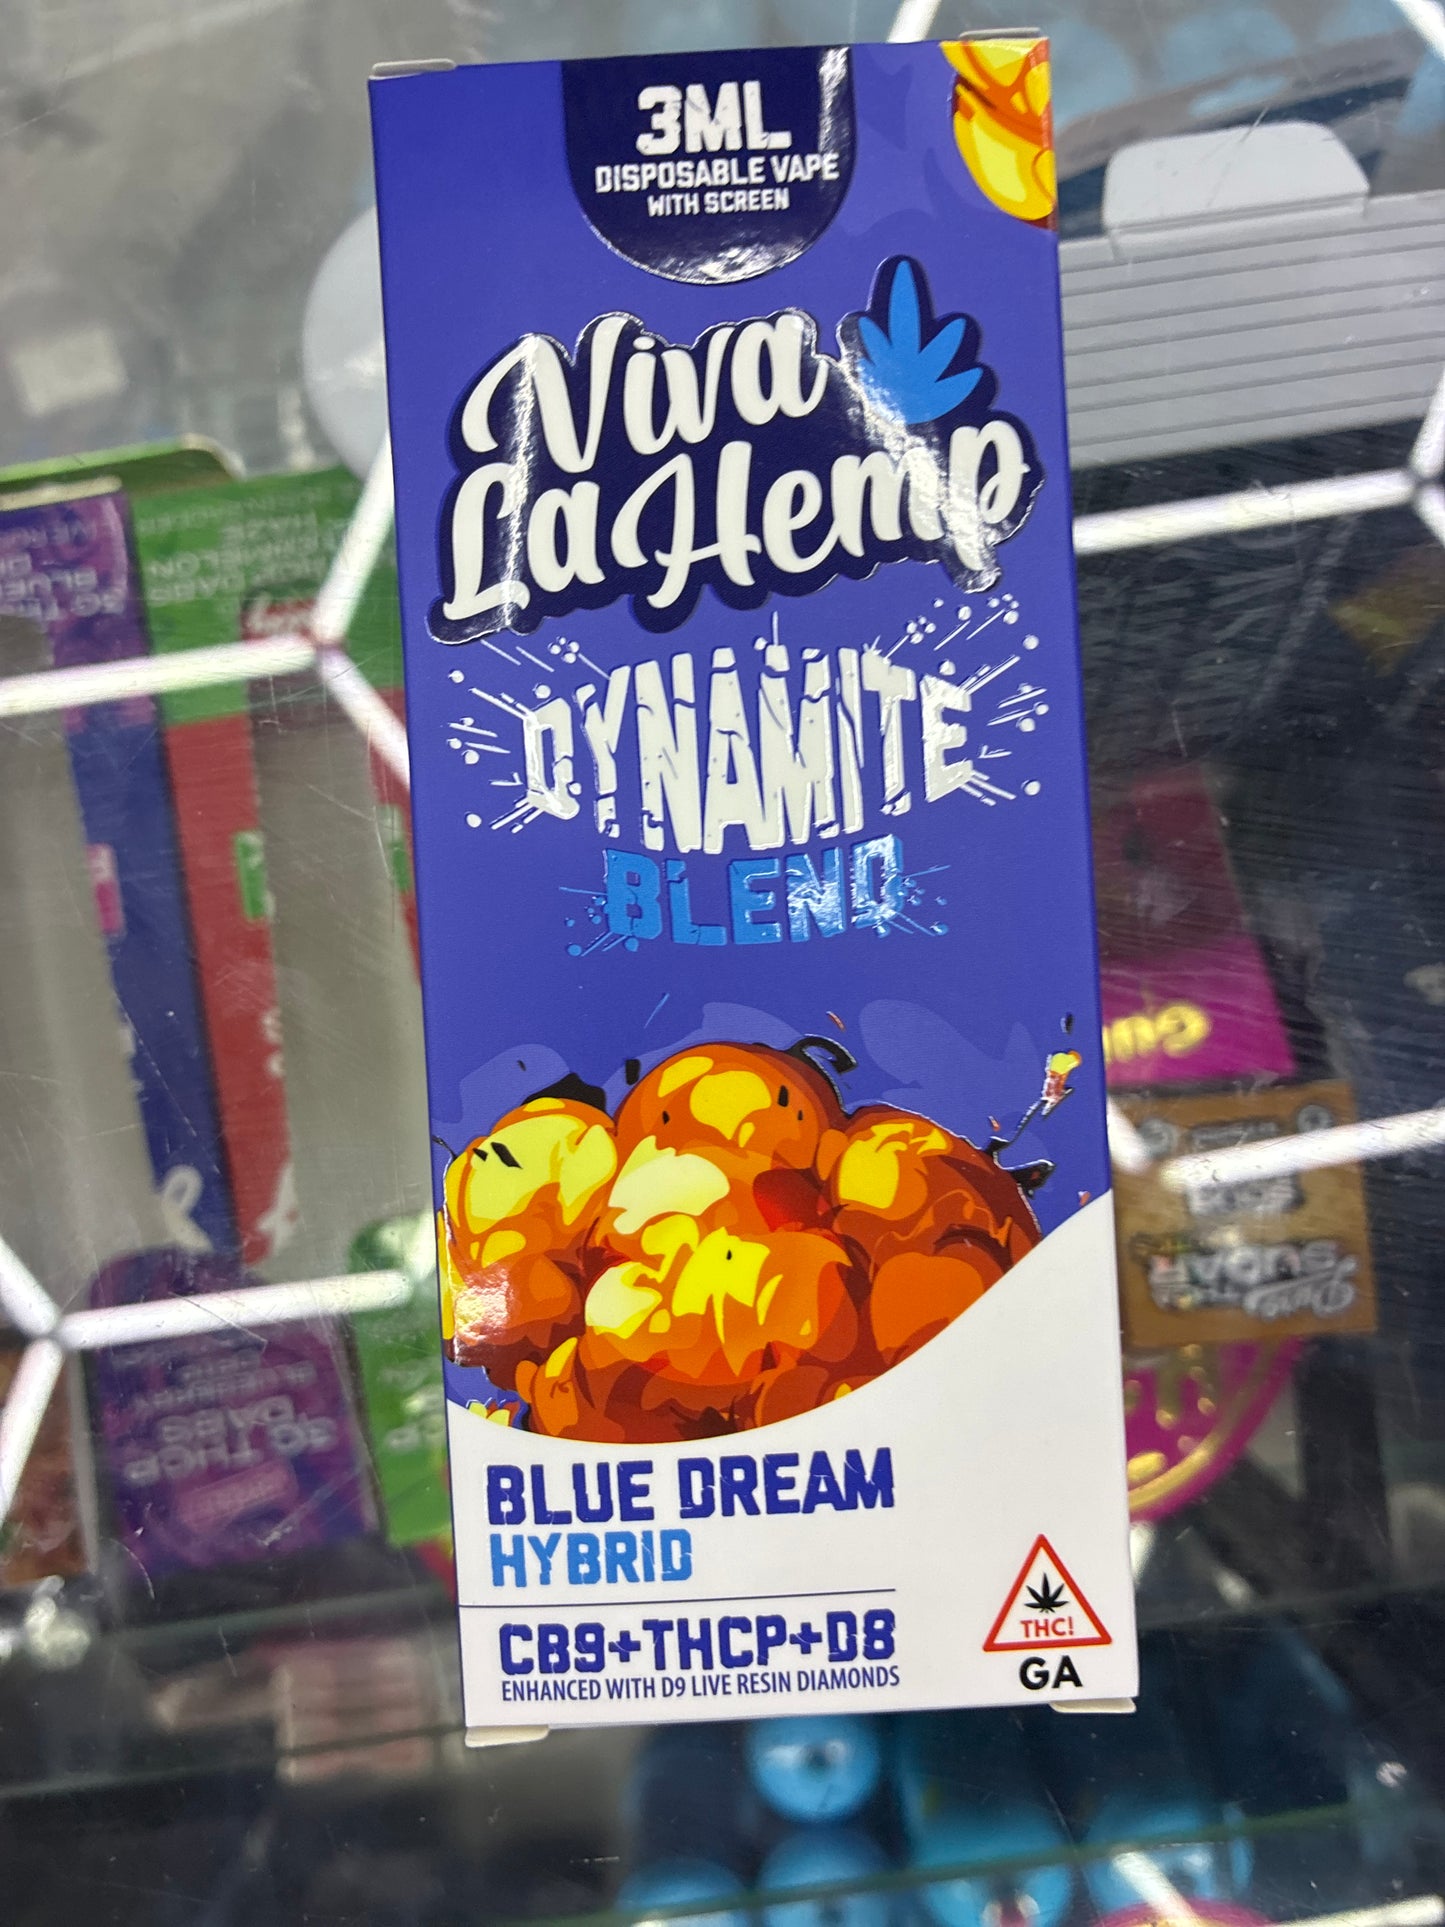 3ML
DISPOSABLE VAPE
WITH SCREEN
Viva
La Hemp
DYNAMITE
BLEND
BLUE DREAM
HYBRID
CB9+THCP+D8
ENHANCED WITH D9 LIVE RESIN DIAMONDS
THC!
GA